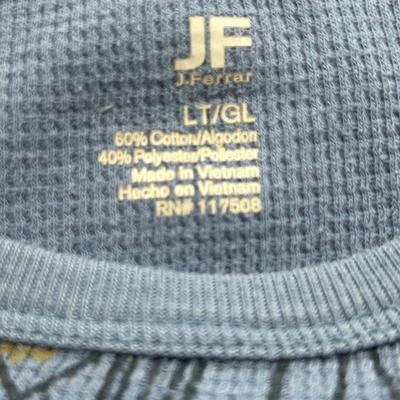 JF
J.Ferrar
LT/GL
60% Cotton/Algodon
40% Polyester/Poliester
Made in Vietnam
Hecho en Vietnam
RN# 117508